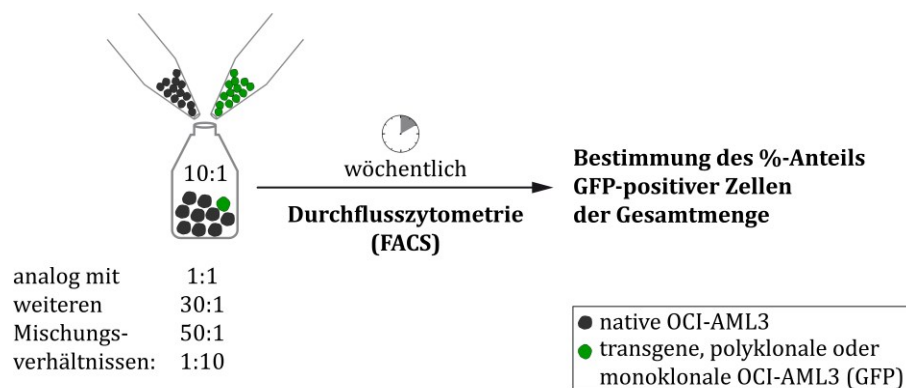 10:1
wöchentlich
Durchflusszytometrie
(FACS)
Bestimmung des %-Anteils
GFP-positiver Zellen
der Gesamtmenge
analog mit 1:1
weiteren 30:1
Mischungs- 50:1
verhältnissen: 1:10
native OCI-AML3
transgene, polyklonale oder
monoklonale OCI-AML3 (GFP)